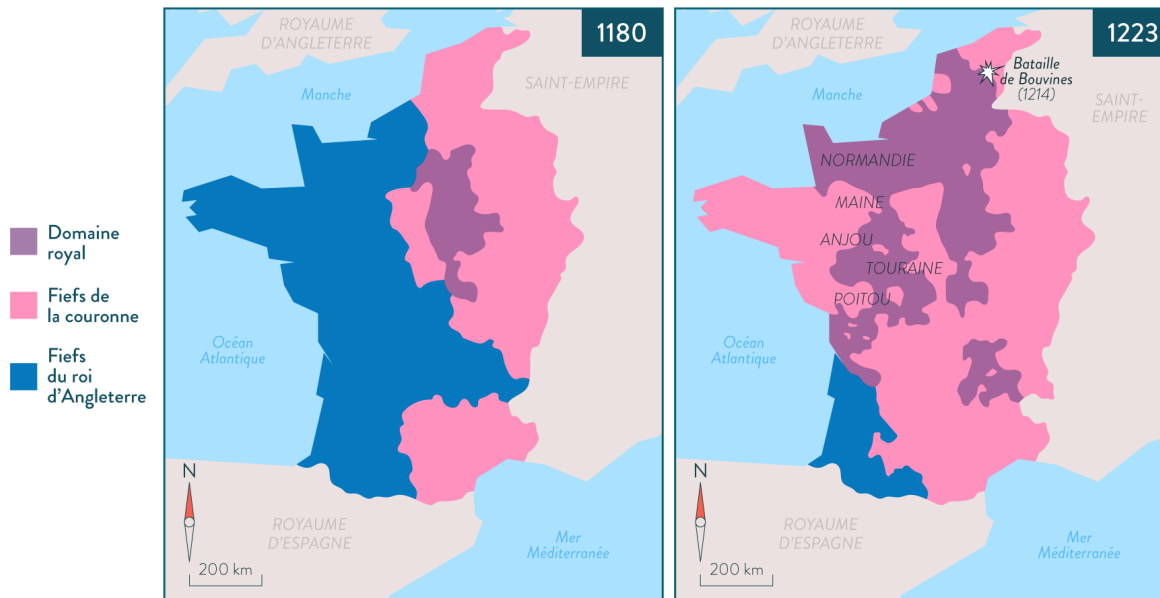 Domaine
royal
Fiefs de
la couronne
Fiefs
du roi
d'Angleterre
1180
ROYAUME
D'ANGLETERRE
SAINT-EMPIRE
Manche
Océan
Atlantique
N
200 km
ROYAUME
D'ESPAGNE
Mer
Méditerranée
1223
ROYAUME
D'ANGLETERRE
Bataille
de Bouvines
(1214)
SAINT-
EMPIRE
Manche
NORMANDIE
MAINE
ANJOU
TOURAINE
POITOU
Océan
Atlantique
N
200 km
ROYAUME
D'ESPAGNE
Mer
Méditerranée